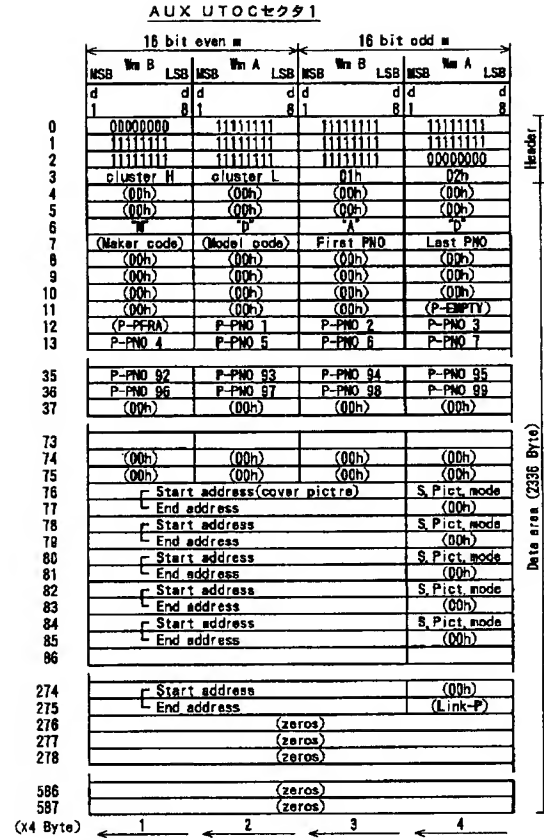 AUX UTOCセクタ1
16 bit even m 16 bit odd m
MSB Wm B LSB MSB Wm A LSB MSB Wm B LSB MSB Wm A LSB
d d d d d d d d
1 8 1 8 1 8 1 8
0 00000000 11111111 11111111 11111111
1 11111111 11111111 11111111 11111111
2 11111111 11111111 11111111 00000000
3 cluster H cluster L 01h 02h
4 (00h) (00h) (00h) (00h)
5 (00h) (00h) (00h) (00h)
6 "M" "D" "A" "D"
7 (Maker code) (Model code) First PNO Last PNO
8 (00h) (00h) (00h) (00h)
9 (00h) (00h) (00h) (00h)
10 (00h) (00h) (00h) (00h)
11 (00h) (00h) (00h) (P-EMPTY)
12 (P-PFRA) P-PNO 1 P-PNO 2 P-PNO 3
13 P-PNO 4 P-PNO 5 P-PNO 6 P-PNO 7
35 P-PNO 92 P-PNO 93 P-PNO 94 P-PNO 95
36 P-PNO 96 P-PNO 97 P-PNO 98 P-PNO 99
37 (00h) (00h) (00h) (00h)
73
74 (00h) (00h) (00h) (00h)
75 (00h) (00h) (00h) (00h)
76 Start address(cover pictre) S.Pict.mode
77 End address (00h)
78 Start address S.Pict.mode
79 End address (00h)
80 Start address S.Pict.mode
81 End address (00h)
82 Start address S.Pict.mode
83 End address (00h)
84 Start address S.Pict.mode
85 End address (00h)
86
274 Start address (00h)
275 End address (Link-P)
276 (zeros)
277 (zeros)
278 (zeros)
586 (zeros)
587 (zeros)
(X4 Byte) 1 2 3 4
Header
Data area (2336 Byte)